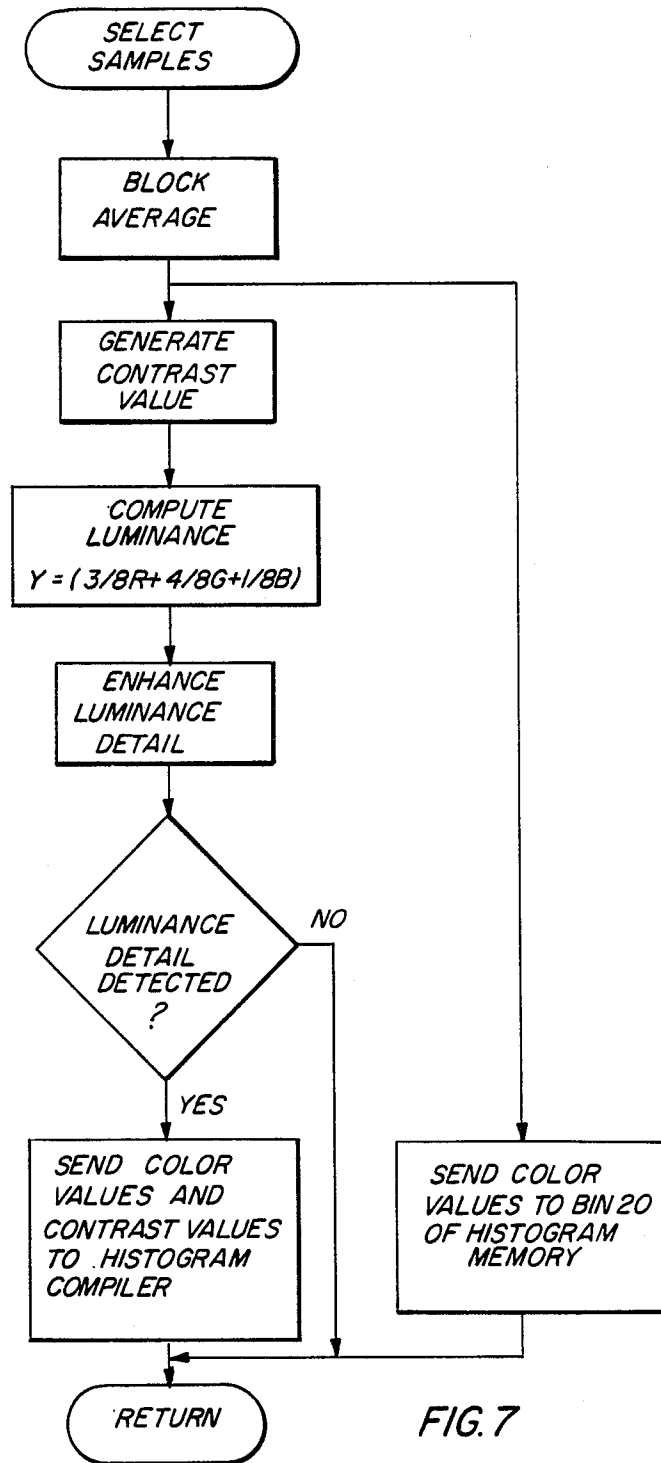 SELECT
SAMPLES
BLOCK
AVERAGE
GENERATE
CONTRAST
VALUE
COMPUTE
LUMINANCE
Y = (3/8R+ 4/8G+1/8B)
ENHANCE
LUMINANCE
DETAIL
LUMINANCE
DETAIL
DETECTED
?
NO
YES
SEND COLOR
VALUES AND
CONTRAST VALUES
TO .HISTOGRAM
COMPILER
SEND COLOR
VALUES TO BIN 20
OF HISTOGRAM
MEMORY
RETURN
FIG. 7